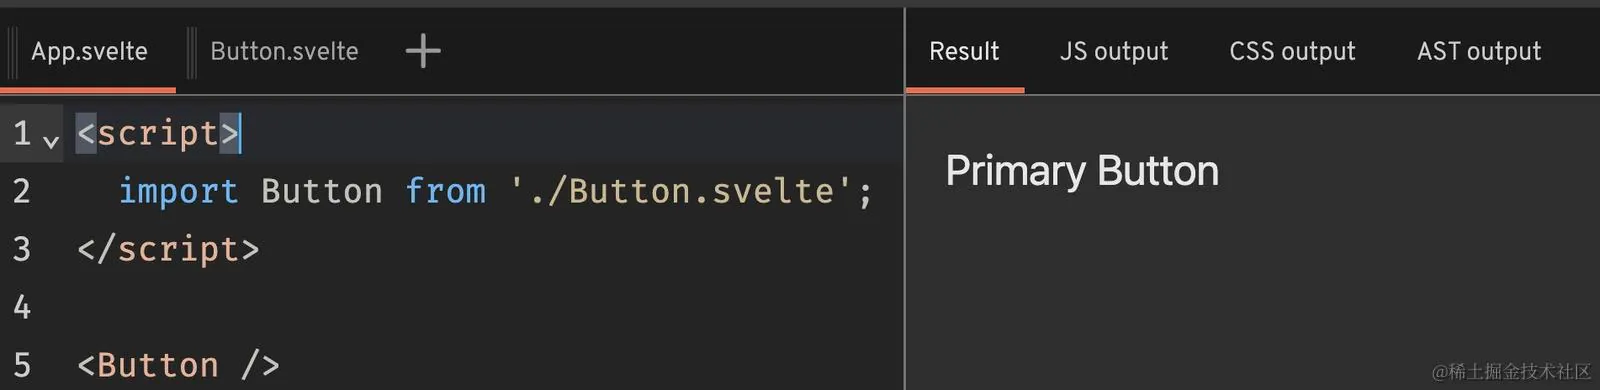 App.svelte Button.svelte +
Result JS output CSS output AST output
1 <script>
2 import Button from './Button.svelte';
3 </script>
4
5 <Button />
Primary Button
@稀土掘金技术社区